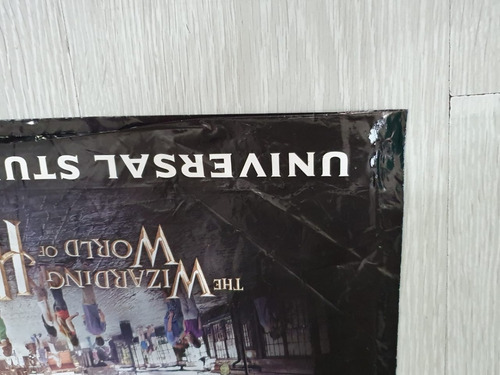 THE WIZARDING
WORLD OF H
UNIVERSAL STU